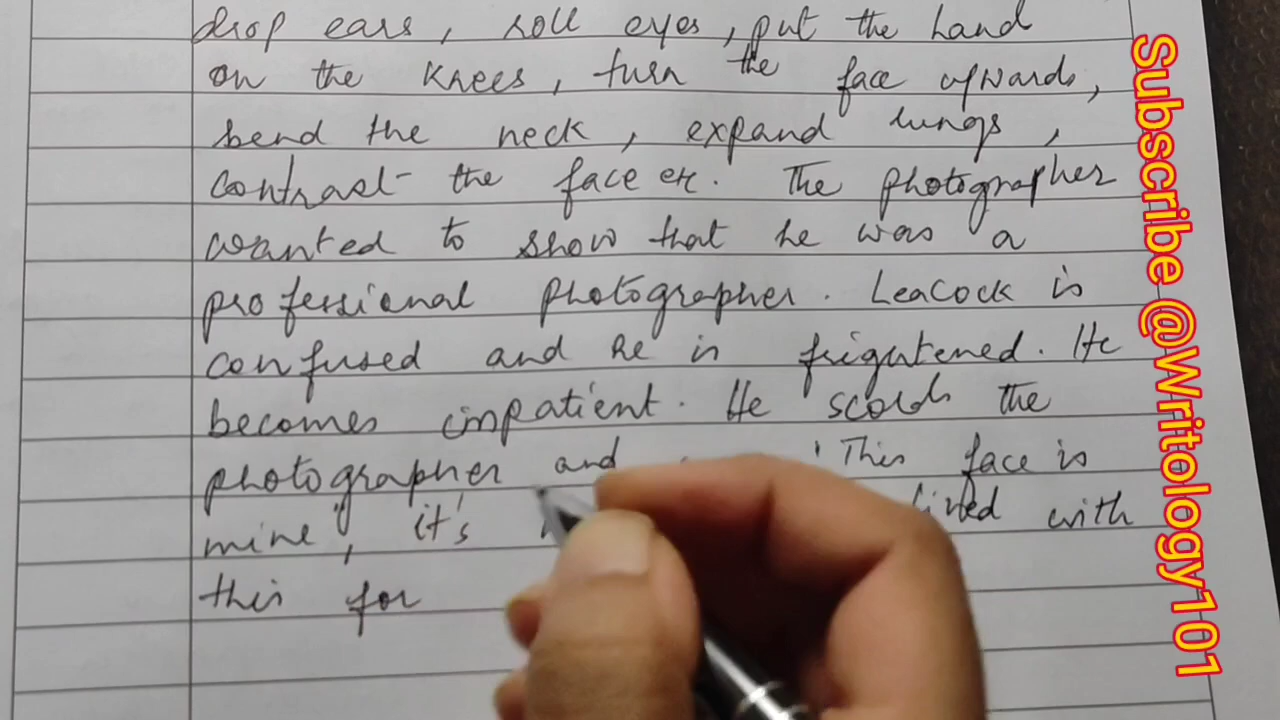 drop ears, roll eyes, put the hand
on the knees, turn the face upwards,
bend the neck, expand lungs,
contrast the face etc. The photographer
wanted to show that he was a
professional photographer. Leacock is
confused and he is frightened. He
becomes impatient. He scolds the
photographer and 'This face is
mine, it's lived with
this for
Subscribe @Writology101